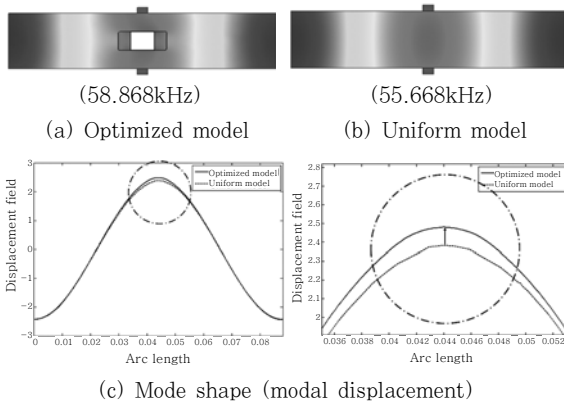 (58.868kHz)
(55.668kHz)
(a) Optimized model
(b) Uniform model
Displacement field
3
2
1
0
−1
−2
−3
Optimized model
Uniform model
0 0.01 0.02 0.03 0.04 0.05 0.06 0.07 0.08
Arc length
Displacement field
2.8
2.7
2.6
2.5
2.4
2.3
2.2
2.1
2
Optimized model
Uniform model
0.036 0.038 0.04 0.042 0.044 0.046 0.048 0.05 0.052
Arc length
(c) Mode shape (modal displacement)